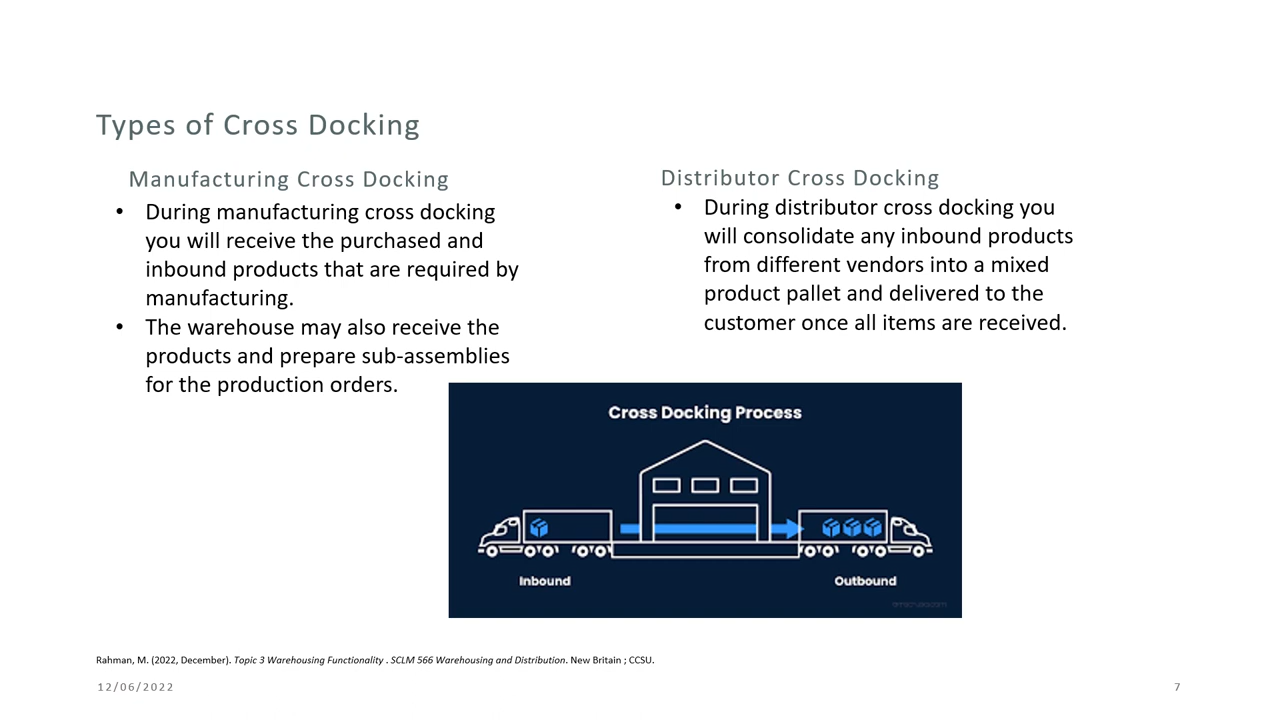 Types of Cross Docking
Manufacturing Cross Docking
• During manufacturing cross docking
you will receive the purchased and
inbound products that are required by
manufacturing.
• The warehouse may also receive the
products and prepare sub-assemblies
for the production orders.
Distributor Cross Docking
• During distributor cross docking you
will consolidate any inbound products
from different vendors into a mixed
product pallet and delivered to the
customer once all items are received.
Cross Docking Process
Inbound
Outbound
Rahman, M. (2022, December). Topic 3 Warehousing Functionality . SCLM 566 Warehousing and Distribution. New Britain ; CCSU.
12/06/2022
7